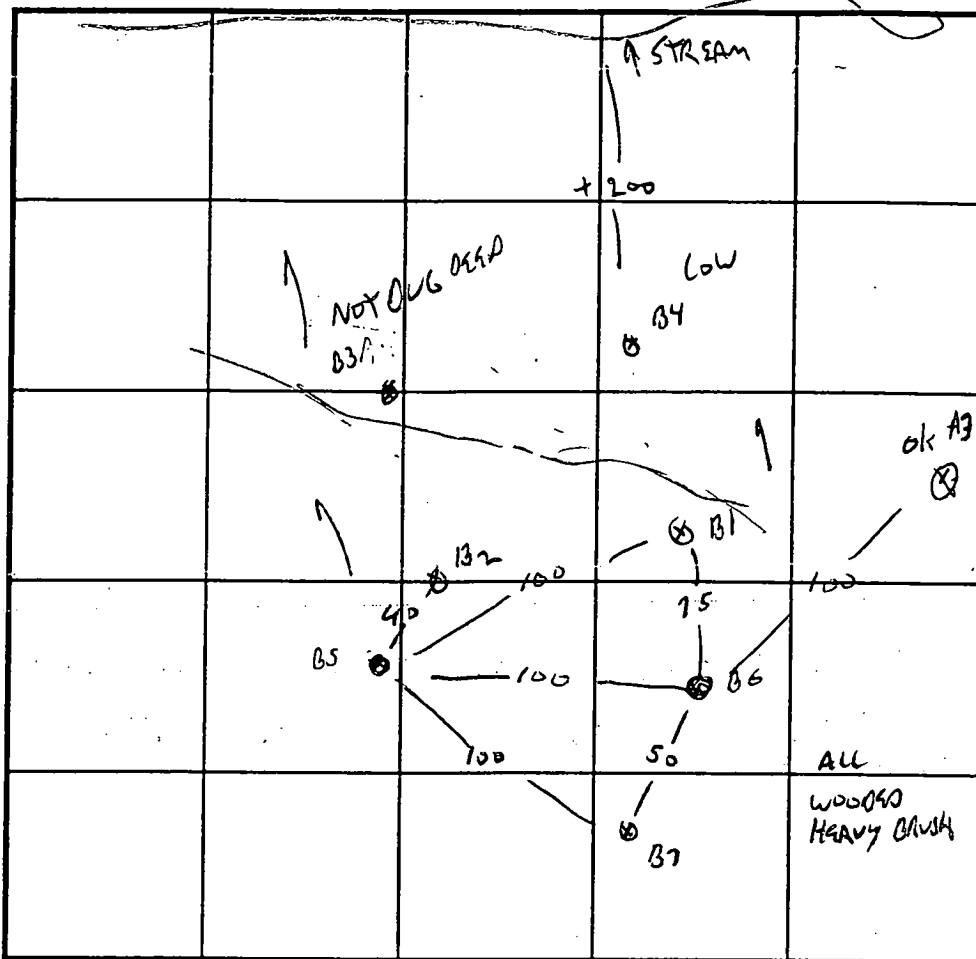 ↑ STREAM
+ 200
NOT DUG DEEP
LOW
B3
B4
ok A3
B1
B2
100
100
75
40
B5
100
B6
100
50
ALL
WOODED
HEAVY BRUSH
B7